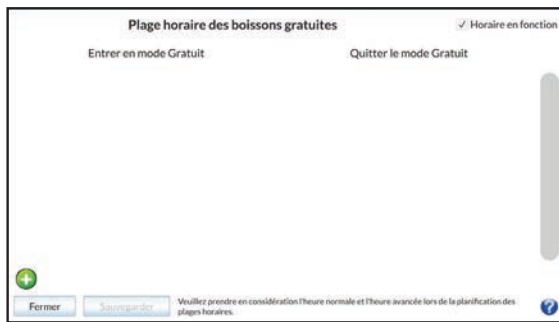 Plage horaire des boissons gratuites
✓ Horaire en fonction
Entrer en mode Gratuit
Quitter le mode Gratuit
Fermer
Sauvegarder
Veuillez prendre en considération l'heure normale et l'heure avancée lors de la planification des
plages horaires.
?